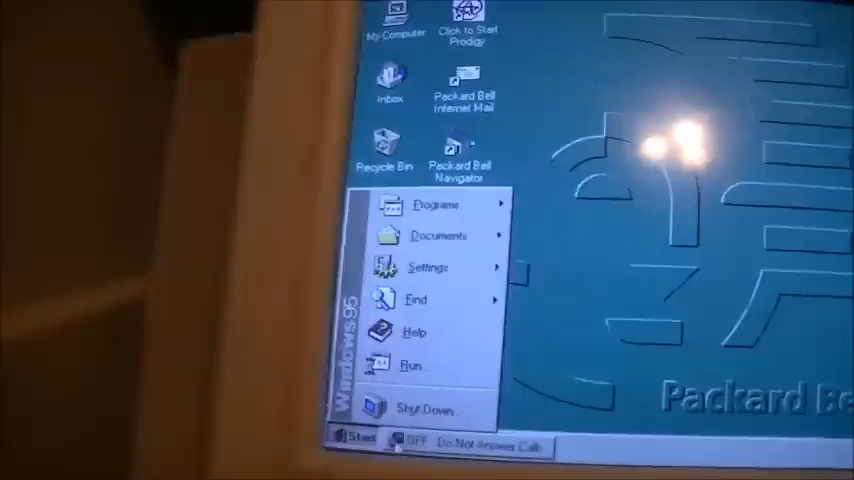 My Computer
Click to Start
Prodigy
Inbox
Packard Bell
Internet Mail
Recycle Bin
Packard Bell
Navigator
Programs
Documents
Settings
Find
Help
Run...
Shut Down...
Windows 95
Packard Be
Start
OFF Do Not Answer Calls